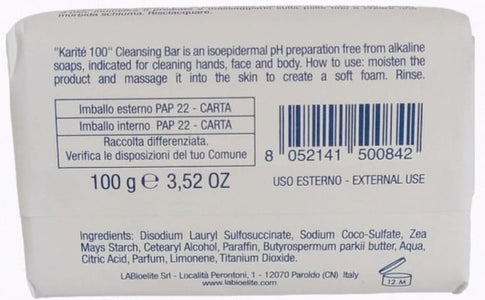 morbida schiuma. Risciacquare.
"Karité 100" Cleansing Bar is an isoepidermal pH preparation free from alkaline
soaps, indicated for cleaning hands, face and body. How to use: moisten the
product and massage it into the skin to create a soft foam. Rinse.
Imballo esterno PAP 22 - CARTA
Imballo interno PAP 22 - CARTA
Raccolta differenziata.
Verifica le disposizioni del tuo Comune
8 052141 500842
100 g ℮ 3,52 OZ
USO ESTERNO - EXTERNAL USE
Ingredients: Disodium Lauryl Sulfosuccinate, Sodium Coco-Sulfate, Zea
Mays Starch, Cetearyl Alcohol, Paraffin, Butyrospermum parkii butter, Aqua,
Citric Acid, Parfum, Limonene, Titanium Dioxide.
LABioelite Srl - Località Perontoni, 1 - 12070 Paroldo (CN) Italy
www.labioelite.com
12 M